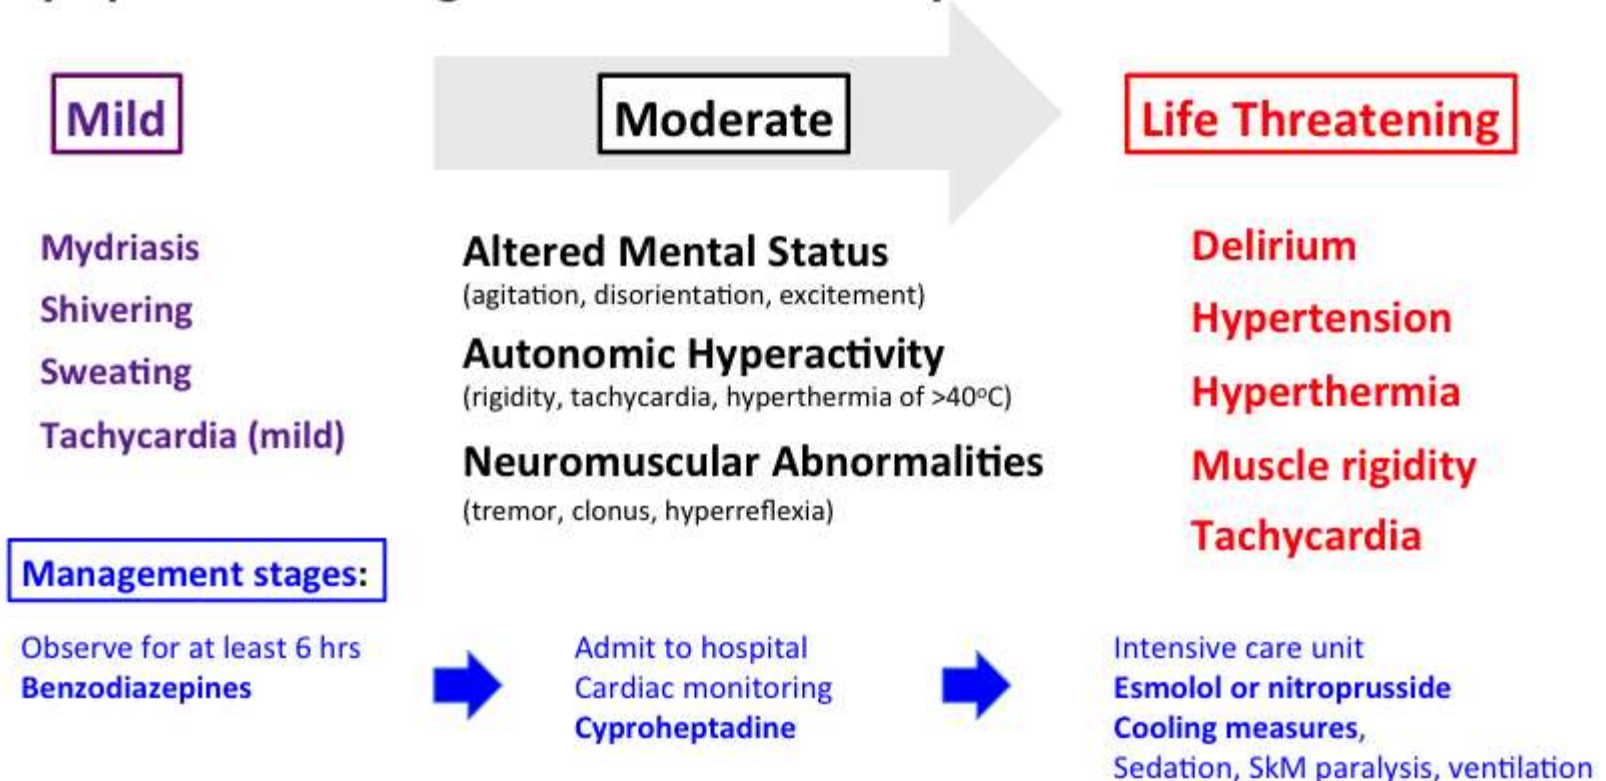 Mild
Moderate
Life Threatening
Mydriasis
Shivering
Sweating
Tachycardia (mild)
Altered Mental Status
(agitation, disorientation, excitement)
Autonomic Hyperactivity
(rigidity, tachycardia, hyperthermia of >40°C)
Neuromuscular Abnormalities
(tremor, clonus, hyperreflexia)
Delirium
Hypertension
Hyperthermia
Muscle rigidity
Tachycardia
Management stages:
Observe for at least 6 hrs
Benzodiazepines
Admit to hospital
Cardiac monitoring
Cyproheptadine
Intensive care unit
Esmolol or nitroprusside
Cooling measures,
Sedation, SkM paralysis, ventilation